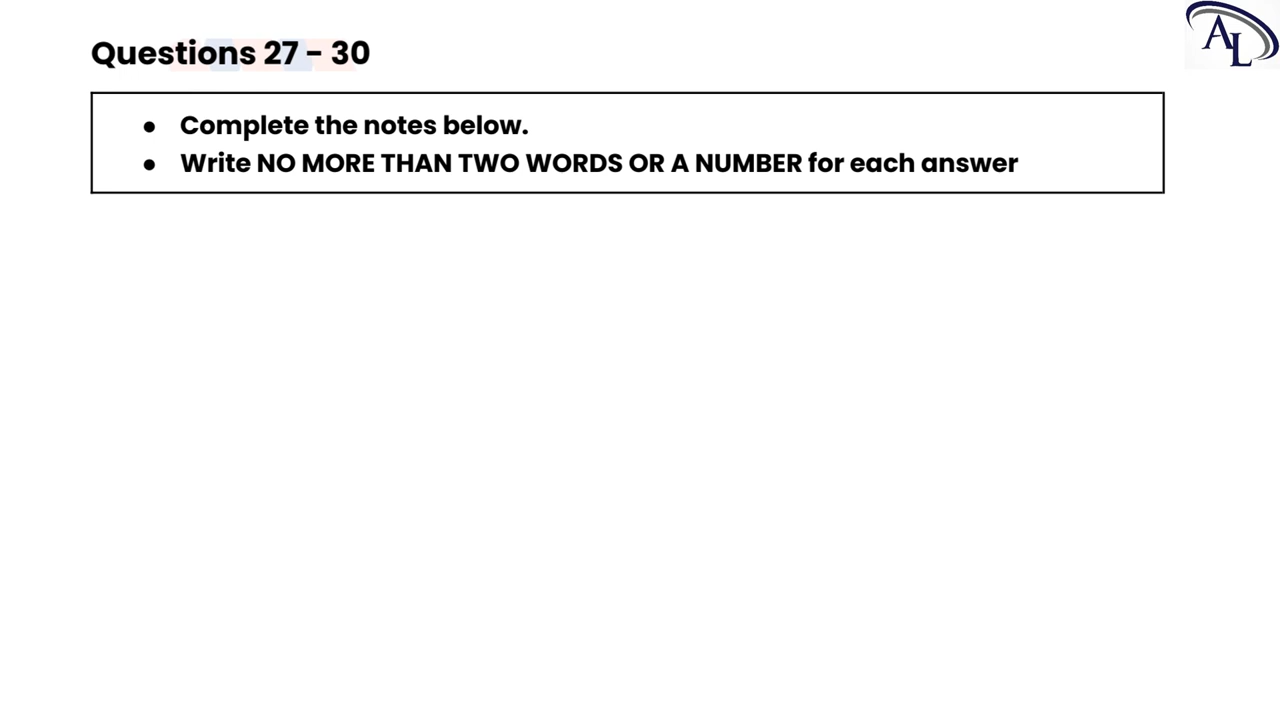 Questions 27 – 30
AL
● Complete the notes below.
● Write NO MORE THAN TWO WORDS OR A NUMBER for each answer